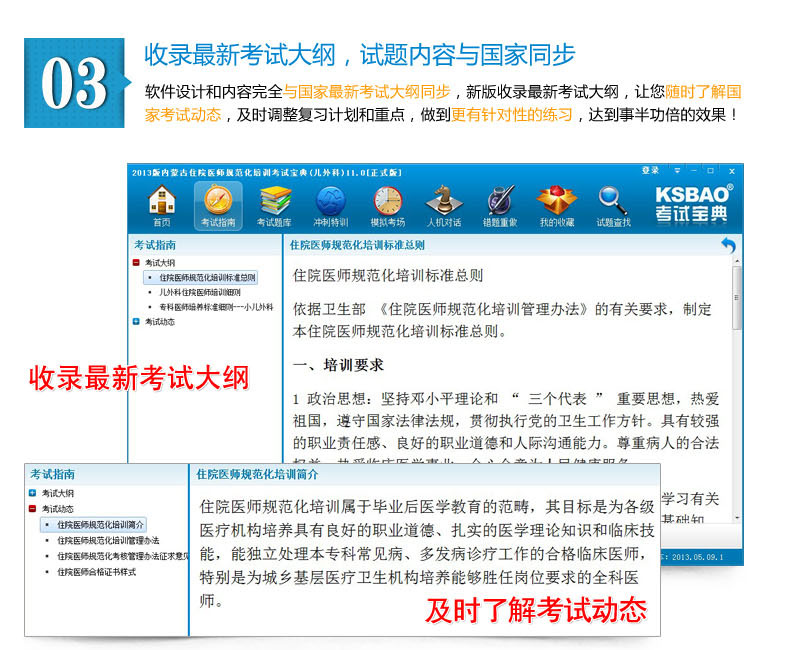 03
收录最新考试大纲，试题内容与国家同步
软件设计和内容完全与国家最新考试大纲同步，新版收录最新考试大纲，让您随时了解国
家考试动态，及时调整复习计划和重点，做到更有针对性的练习，达到事半功倍的效果！
2013版内蒙古住院医师规范化培训考试宝典(儿外科)11.0[正式版]
登录
首页 考试指南 考试题库 冲刺特训 模拟考场 人机对话 错题重做 我的收藏 试题查找
KSBAO®
考试宝典
考试指南
考试大纲
住院医师规范化培训标准总则
儿外科住院医师培训细则
专科医师培养标准细则---小儿外科
考试动态
住院医师规范化培训标准总则
住院医师规范化培训标准总则
依据卫生部 《住院医师规范化培训管理办法》的有关要求，制定
本住院医师规范化培训标准总则。
一、培训要求
1 政治思想：坚持邓小平理论和 “ 三个代表 ” 重要思想，热爱
祖国，遵守国家法律法规，贯彻执行党的卫生工作方针。具有较强
的职业责任感、良好的职业道德和人际沟通能力。尊重病人的合法
学习有关
基础知
2013.05.09.1
收录最新考试大纲
考试指南
考试大纲
考试动态
住院医师规范化培训简介
住院医师规范化培训管理办法
住院医师规范化考核管理办法征求意见
住院医师合格证书样式
住院医师规范化培训简介
住院医师规范化培训属于毕业后医学教育的范畴，其目标是为各级
医疗机构培养具有良好的职业道德、扎实的医学理论知识和临床技
能，能独立处理本专科常见病、多发病诊疗工作的合格临床医师，
特别是为城乡基层医疗卫生机构培养能够胜任岗位要求的全科医
师。
及时了解考试动态